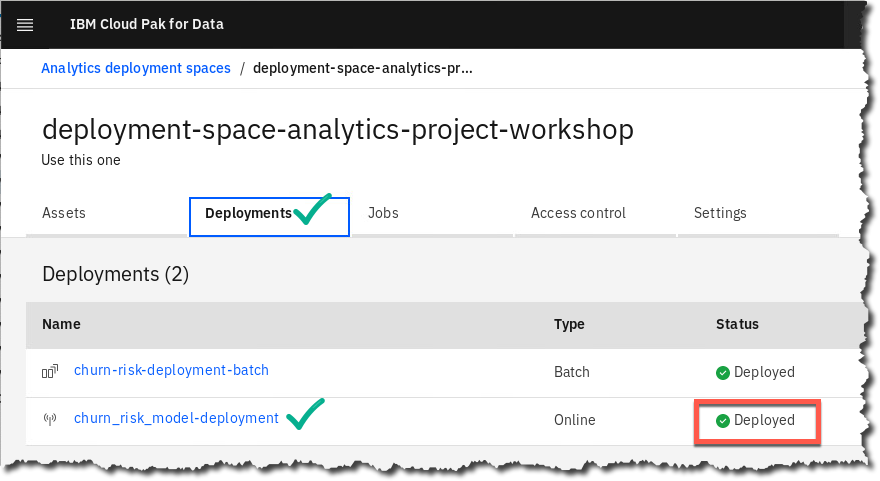 IBM Cloud Pak for Data
Analytics deployment spaces / deployment-space-analytics-pr...
deployment-space-analytics-project-workshop
Use this one
Assets Deployments Jobs Access control Settings
Deployments (2)
Name Type Status
churn-risk-deployment-batch Batch Deployed
churn_risk_model-deployment Online Deployed